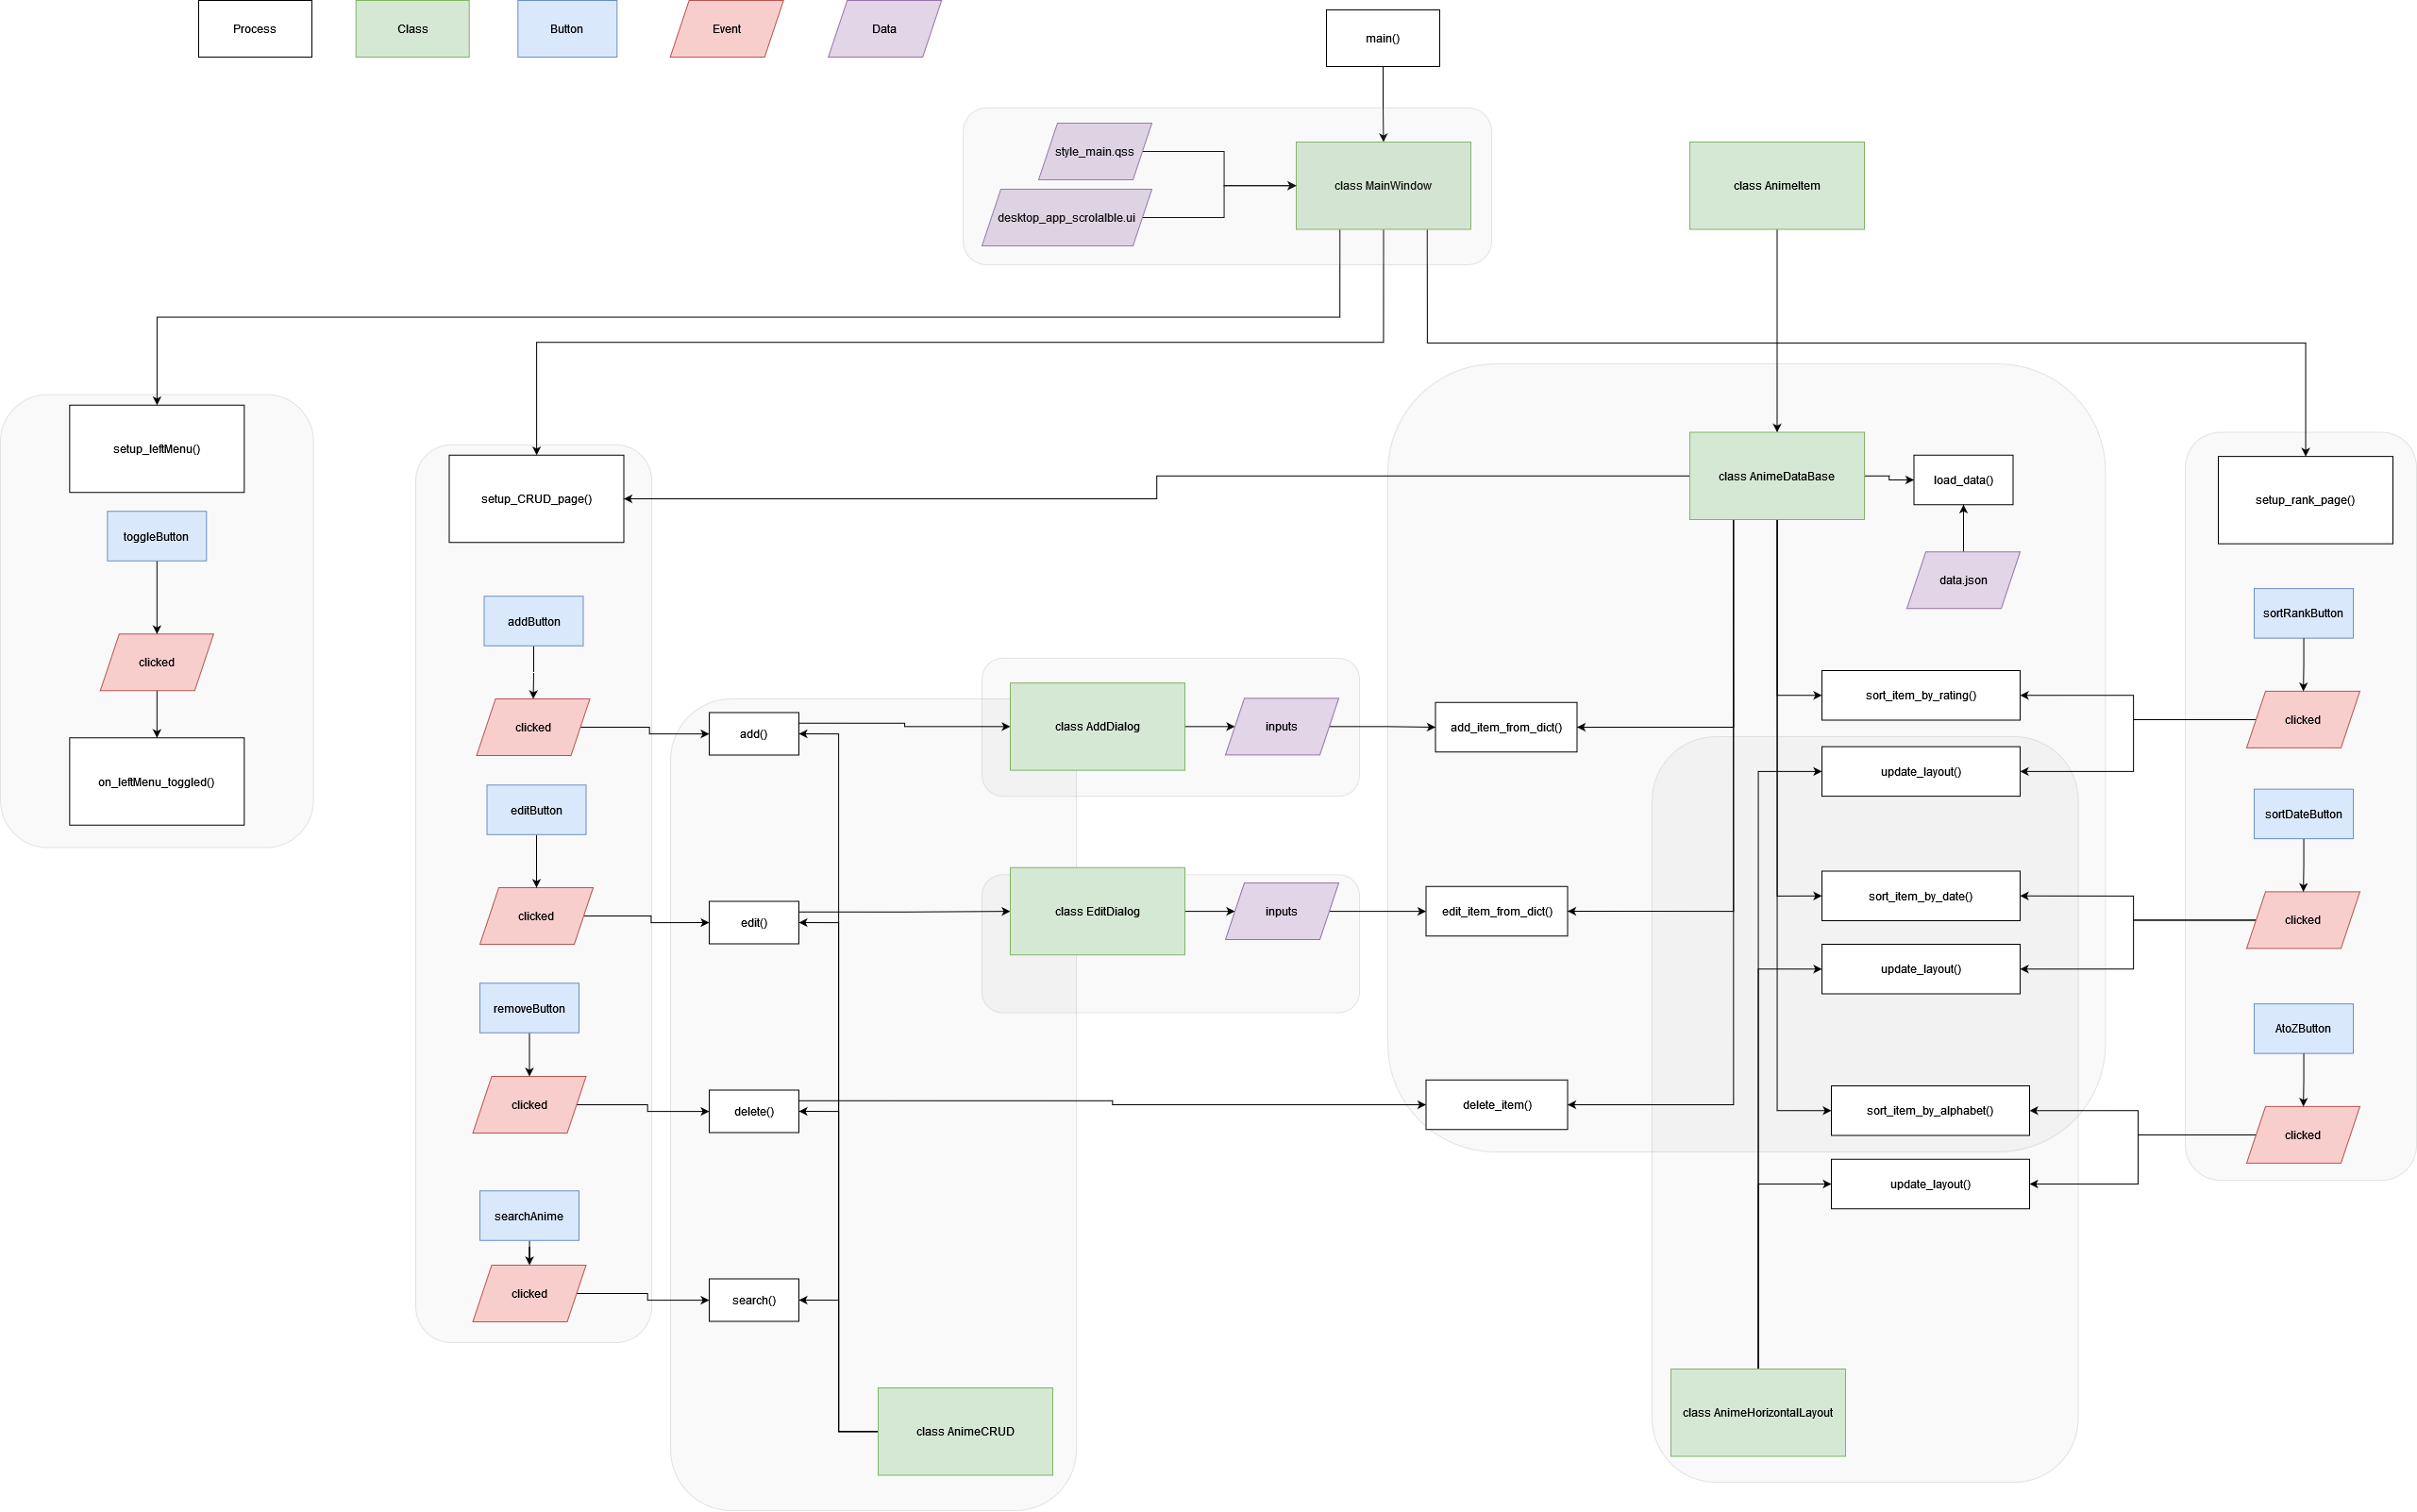 Process
Class
Button
Event
Data
main()
style_main.qss
desktop_app_scrolalble.ui
class MainWindow
class AnimeItem
setup_leftMenu()
toggleButton
clicked
on_leftMenu_toggled()
setup_CRUD_page()
addButton
clicked
editButton
clicked
removeButton
clicked
searchAnime
clicked
add()
edit()
delete()
search()
class AnimeCRUD
class AddDialog
inputs
class EditDialog
inputs
add_item_from_dict()
edit_item_from_dict()
delete_item()
class AnimeDataBase
load_data()
data.json
sort_item_by_rating()
update_layout()
sort_item_by_date()
update_layout()
sort_item_by_alphabet()
update_layout()
class AnimeHorizontalLayout
setup_rank_page()
sortRankButton
clicked
sortDateButton
clicked
AtoZButton
clicked